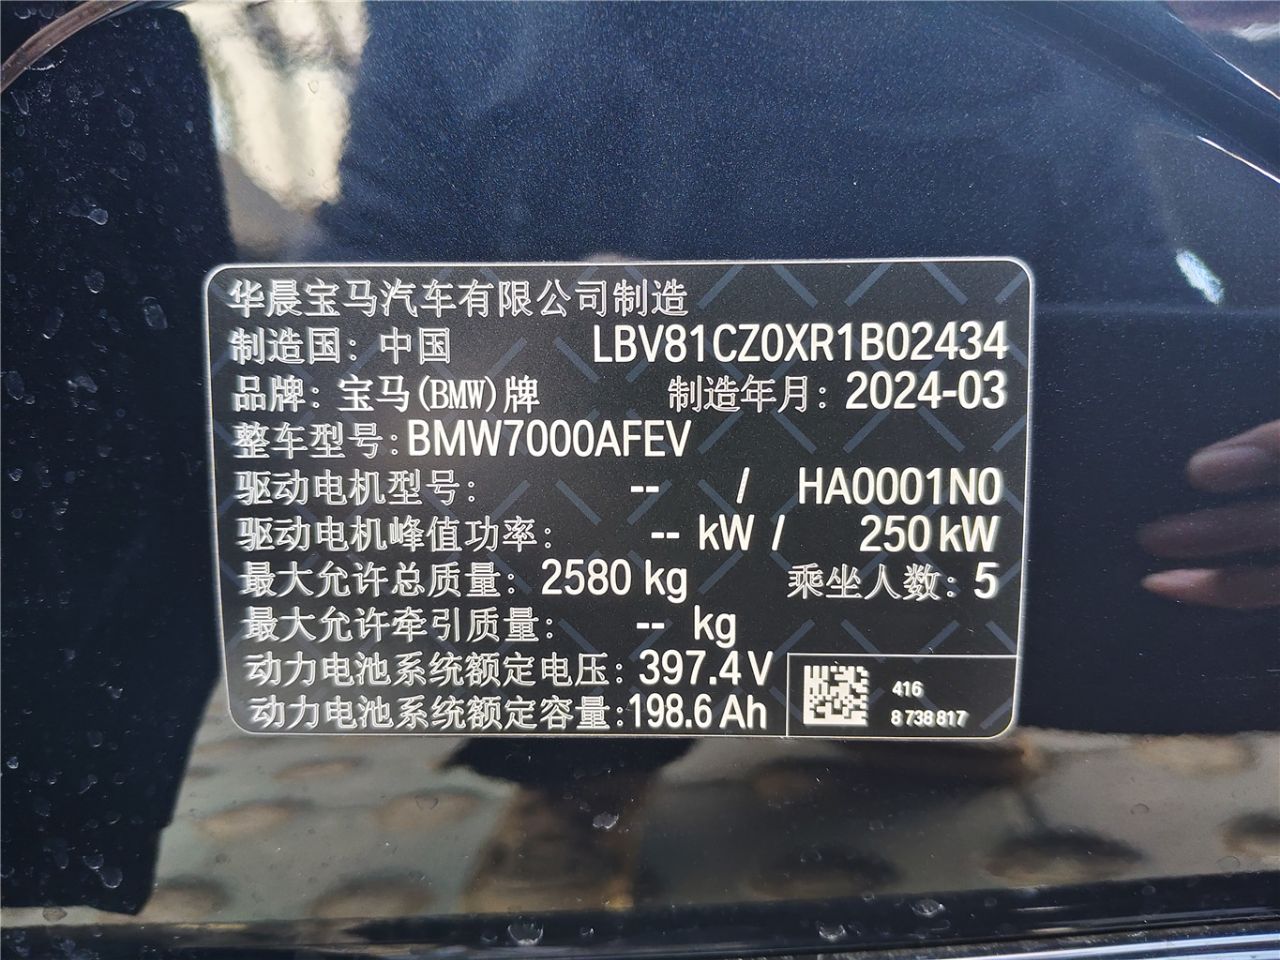 华晨宝马汽车有限公司制造
制造国：中国 LBV81CZ0XR1B02434
品牌：宝马(BMW)牌 制造年月：2024-03
整车型号:BMW7000AFEV
驱动电机型号： -- / HA0001N0
驱动电机峰值功率： -- kW / 250 kW
最大允许总质量：2580 kg 乘坐人数：5
最大允许牵引质量： -- kg
动力电池系统额定电压：397.4 V
动力电池系统额定容量:198.6 Ah
416
8 738 817